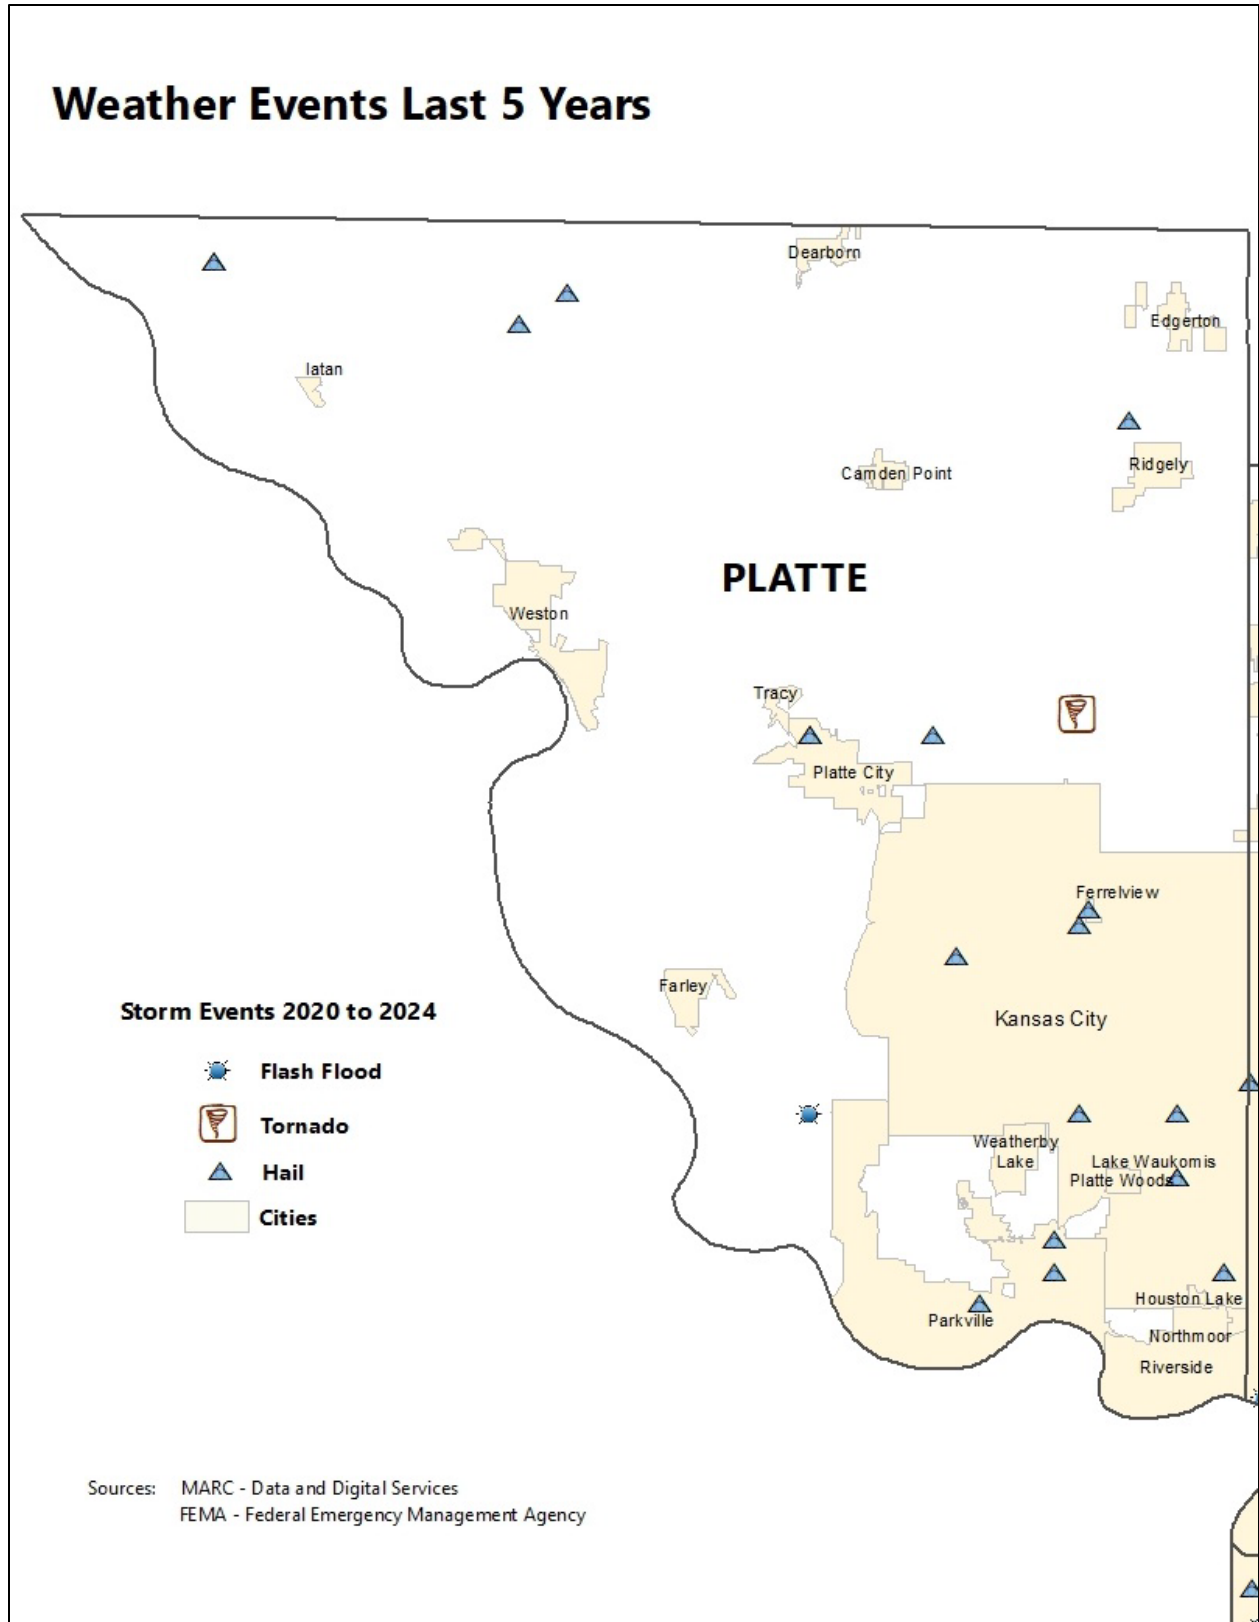 Weather Events Last 5 Years
Dearborn
Edgerton
Iatan
Camden Point
Ridgely
PLATTE
Weston
Tracy
Platte City
Ferrelview
Farley
Kansas City
Storm Events 2020 to 2024
Flash Flood
Tornado
Hail
Cities
Weatherby
Lake
Lake Waukomis
Platte Woods
Houston Lake
Parkville
Northmoor
Riverside
Sources: MARC - Data and Digital Services
FEMA - Federal Emergency Management Agency